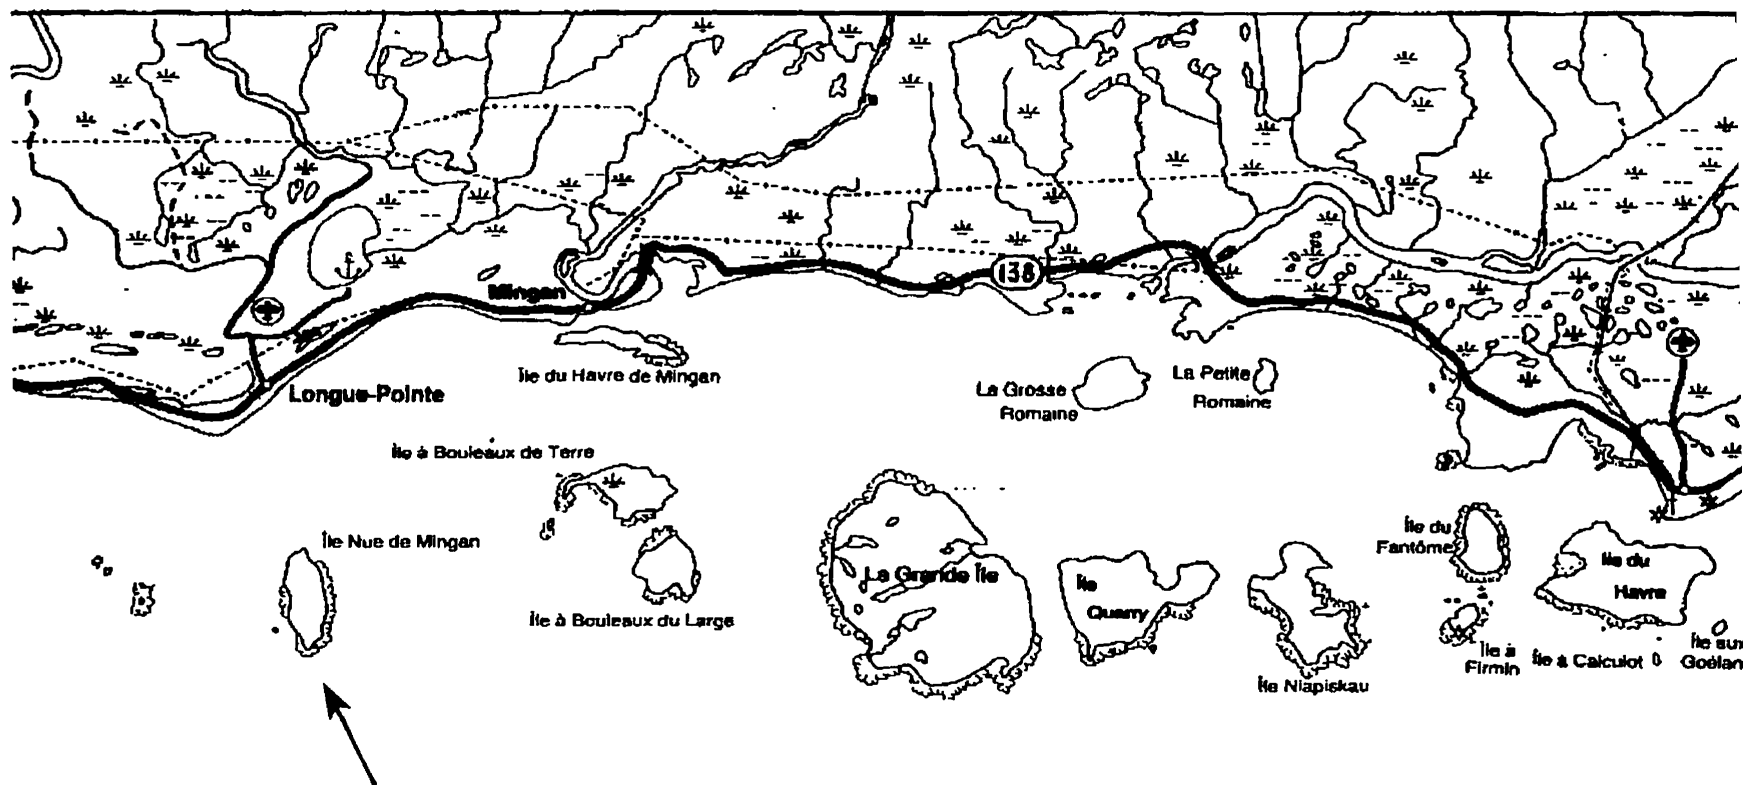 138
Mingan
Île du Havre de Mingan
Longue-Pointe
La Grosse
Romaine
La Petite
Romaine
Île à Bouleaux de Terre
Île Nue de Mingan
Île à Bouleaux du Large
La Grande Île
Île
Quarry
Île Niapiskau
Île du
Fantôme
Île à
Firmin
Ile du
Havre
Île à Calculot
Île aux
Goélan